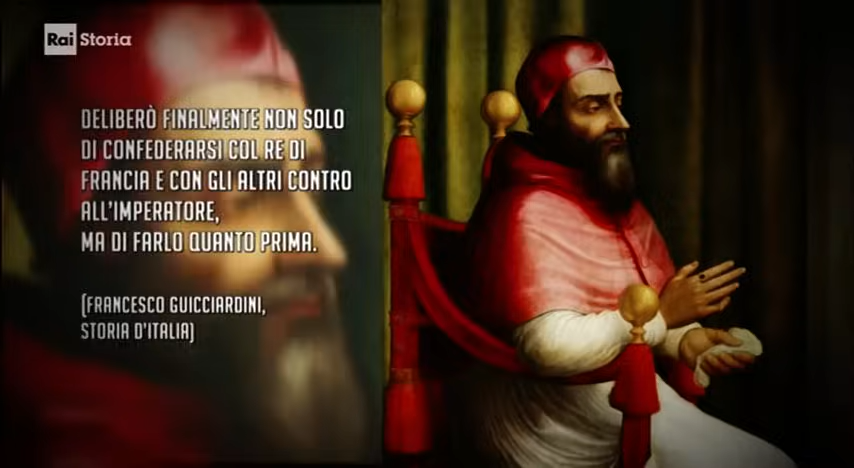 Rai Storia
DELIBERÒ FINALMENTE NON SOLO
DI CONFEDERARSI COL RE DI
FRANCIA E CON GLI ALTRI CONTRO
ALL'IMPERATORE,
MA DI FARLO QUANTO PRIMA.
(FRANCESCO GUICCIARDINI,
STORIA D'ITALIA)